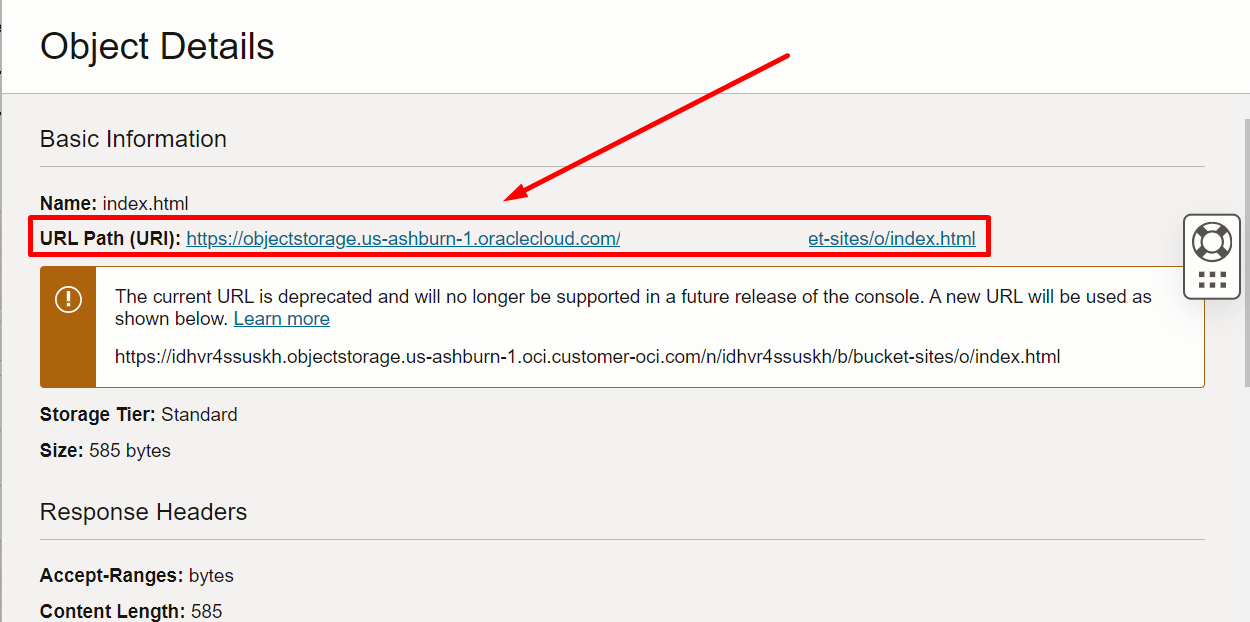 Object Details
Basic Information
Name: index.html
URL Path (URI): https://objectstorage.us-ashburn-1.oraclecloud.com/ et-sites/o/index.html
The current URL is deprecated and will no longer be supported in a future release of the console. A new URL will be used as
shown below. Learn more
https://idhvr4ssuskh.objectstorage.us-ashburn-1.oci.customer-oci.com/n/idhvr4ssuskh/b/bucket-sites/o/index.html
Storage Tier: Standard
Size: 585 bytes
Response Headers
Accept-Ranges: bytes
Content Length: 585